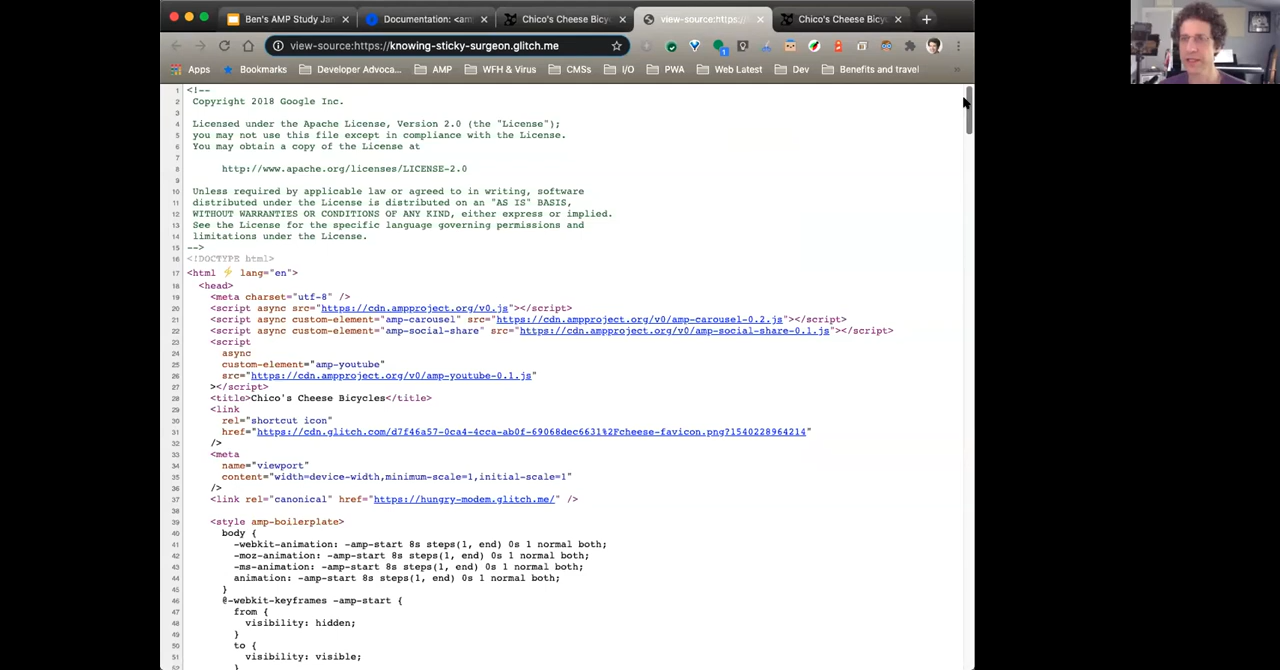 Ben's AMP Study Jan
Documentation: <am
Chico's Cheese Bicyc
view-source:https://
Chico's Cheese Bicyc
view-source:https://knowing-sticky-surgeon.glitch.me
Apps
Bookmarks
Developer Advoca...
AMP
WFH & Virus
CMSs
I/O
PWA
Web Latest
Dev
Benefits and travel
»
1 <!--
2 Copyright 2018 Google Inc.
3
4 Licensed under the Apache License, Version 2.0 (the "License");
5 you may not use this file except in compliance with the License.
6 You may obtain a copy of the License at
7
8 http://www.apache.org/licenses/LICENSE-2.0
9
10 Unless required by applicable law or agreed to in writing, software
11 distributed under the License is distributed on an "AS IS" BASIS,
12 WITHOUT WARRANTIES OR CONDITIONS OF ANY KIND, either express or implied.
13 See the License for the specific language governing permissions and
14 limitations under the License.
15 -->
16 <!DOCTYPE html>
17 <html ⚡ lang="en">
18 <head>
19 <meta charset="utf-8" />
20 <script async src="https://cdn.ampproject.org/v0.js"></script>
21 <script async custom-element="amp-carousel" src="https://cdn.ampproject.org/v0/amp-carousel-0.2.js"></script>
22 <script async custom-element="amp-social-share" src="https://cdn.ampproject.org/v0/amp-social-share-0.1.js"></script>
23 <script
24 async
25 custom-element="amp-youtube"
26 src="https://cdn.ampproject.org/v0/amp-youtube-0.1.js"
27 ></script>
28 <title>Chico's Cheese Bicycles</title>
29 <link
30 rel="shortcut icon"
31 href="https://cdn.glitch.com/d7f46a57-0ca4-4cca-ab0f-69068dec6631%2Fcheese-favicon.png?1540228964214"
32 />
33 <meta
34 name="viewport"
35 content="width=device-width,minimum-scale=1,initial-scale=1"
36 />
37 <link rel="canonical" href="https://hungry-modem.glitch.me/" />
38
39 <style amp-boilerplate>
40 body {
41 -webkit-animation: -amp-start 8s steps(1, end) 0s 1 normal both;
42 -moz-animation: -amp-start 8s steps(1, end) 0s 1 normal both;
43 -ms-animation: -amp-start 8s steps(1, end) 0s 1 normal both;
44 animation: -amp-start 8s steps(1, end) 0s 1 normal both;
45 }
46 @-webkit-keyframes -amp-start {
47 from {
48 visibility: hidden;
49 }
50 to {
51 visibility: visible;
52 }